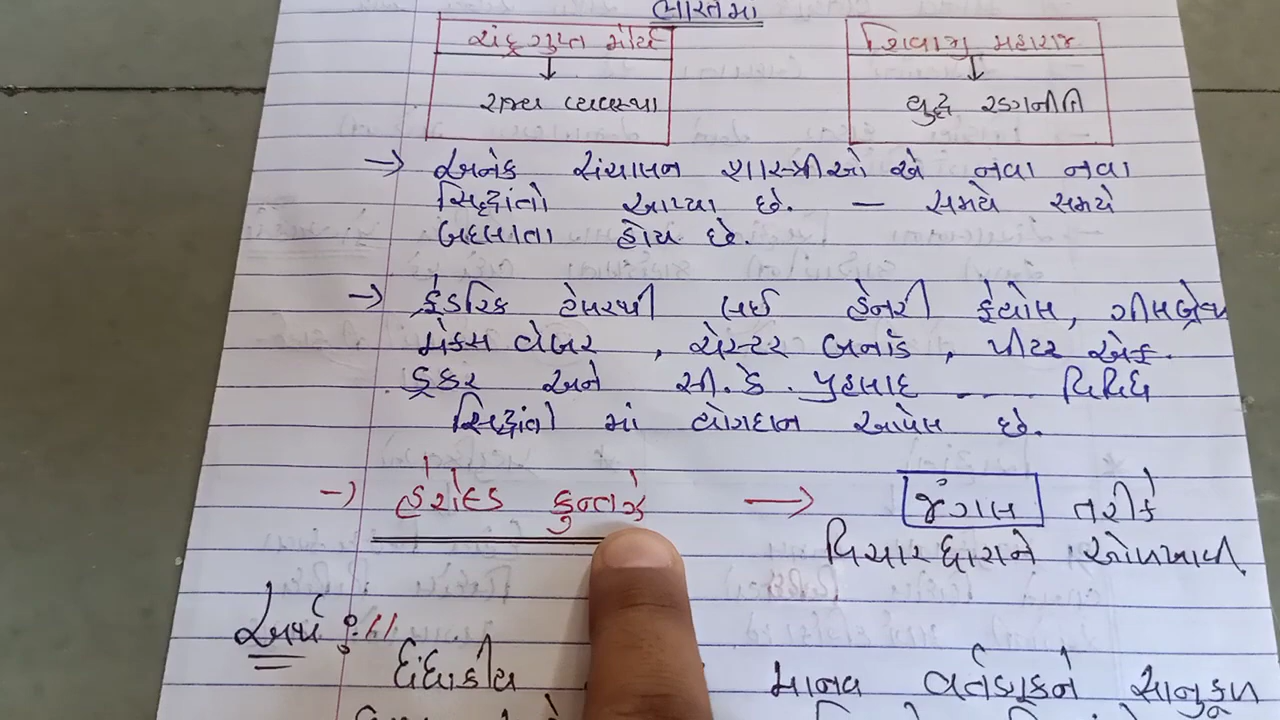 ભારતમા
ચંદ્રગુપ્ત મૌર્ય
શિવાજી મહારાજ
↓
↓
રાજ્ય વ્યવસ્થા
યુદ્ધ રણનીતિ
→ અનેક સંચાલન શાસ્ત્રીઓ એ નવા નવા
સિદ્ધાંતો આપ્યા છે. – સમયે સમયે
બદલાતા હોય છે.
→ ફ્રેડરિક ટેલરથી લઈ હેનરી ફેયોલ, ગીલબ્રેથ
મેક્સ વેબર , ચેસ્ટર બર્નાડ , પીટર એફ.
ડ્રકર અને સી.કે. પ્રહલાદ .... વિવિધ
સિદ્ધાંતો માં યોગદાન આપેલ છે.
→ હેરોલ્ડ કુન્તઝે → જંગલ તરીકે
વિચારધારાને ઓળખાવી
અર્થ :
ધંધાકીય માનવ વર્તણૂકને સાનુકૂળ